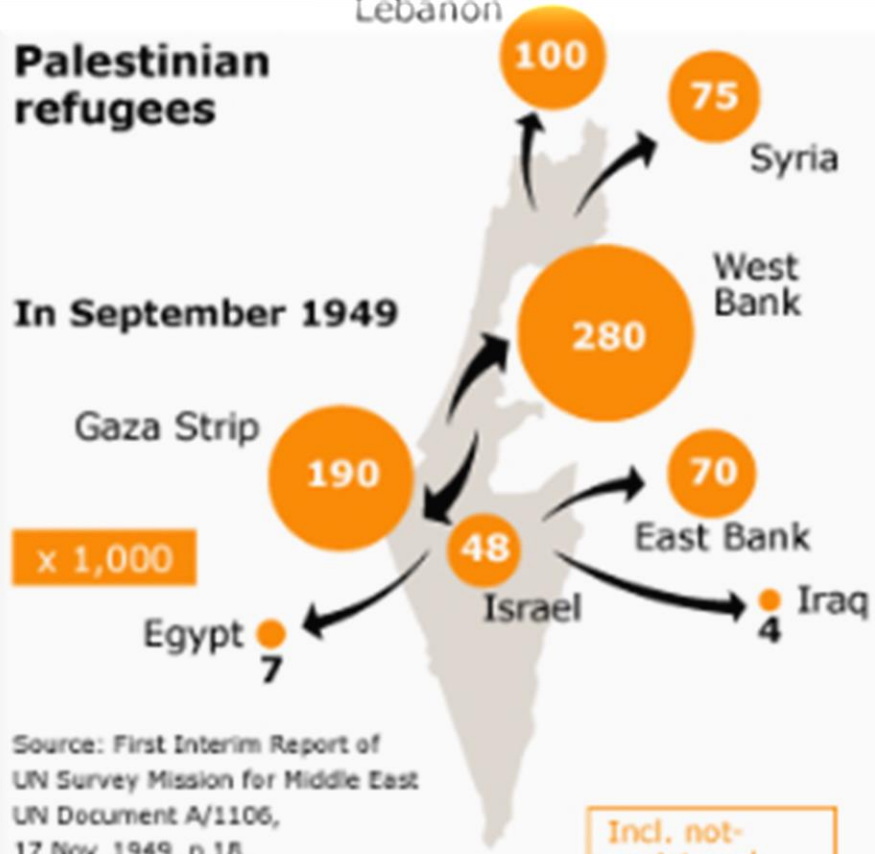 Lebanon
Palestinian
refugees
100
75
Syria
West
Bank
280
In September 1949
Gaza Strip
190
70
East Bank
x 1,000
48
Israel
Iraq
4
Egypt
7
Source: First Interim Report of
UN Survey Mission for Middle East
UN Document A/1106,
17 Nov. 1949, p.18
Incl. not-